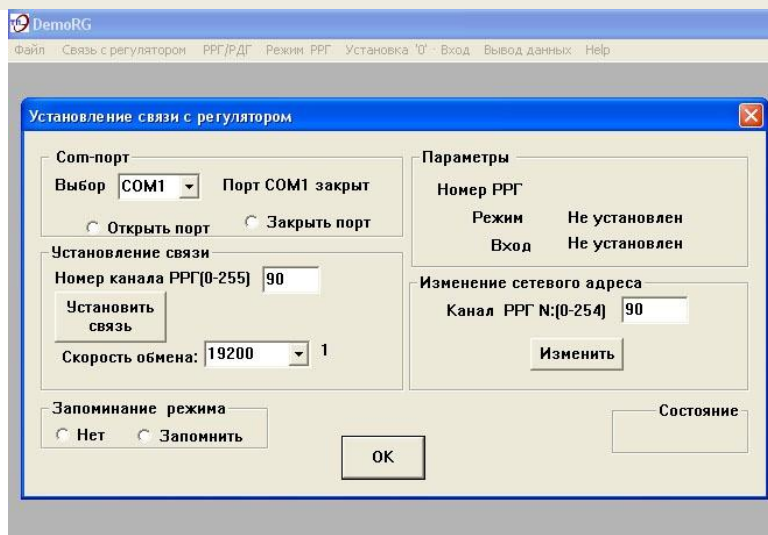 DemoRG
Файл Связь с регулятором РРГ/РДГ Режим РРГ Установка '0' - Вход Вывод данных Help
Установление связи с регулятором
Com-порт
Выбор COM1 Порт COM1 закрыт
Открыть порт Закрыть порт
Установление связи
Номер канала РРГ(0-255) 90
Установить
связь
Скорость обмена: 19200 1
Запоминание режима
Нет Запомнить
OK
Параметры
Номер РРГ
Режим Не установлен
Вход Не установлен
Изменение сетевого адреса
Канал РРГ N:(0-254) 90
Изменить
Состояние